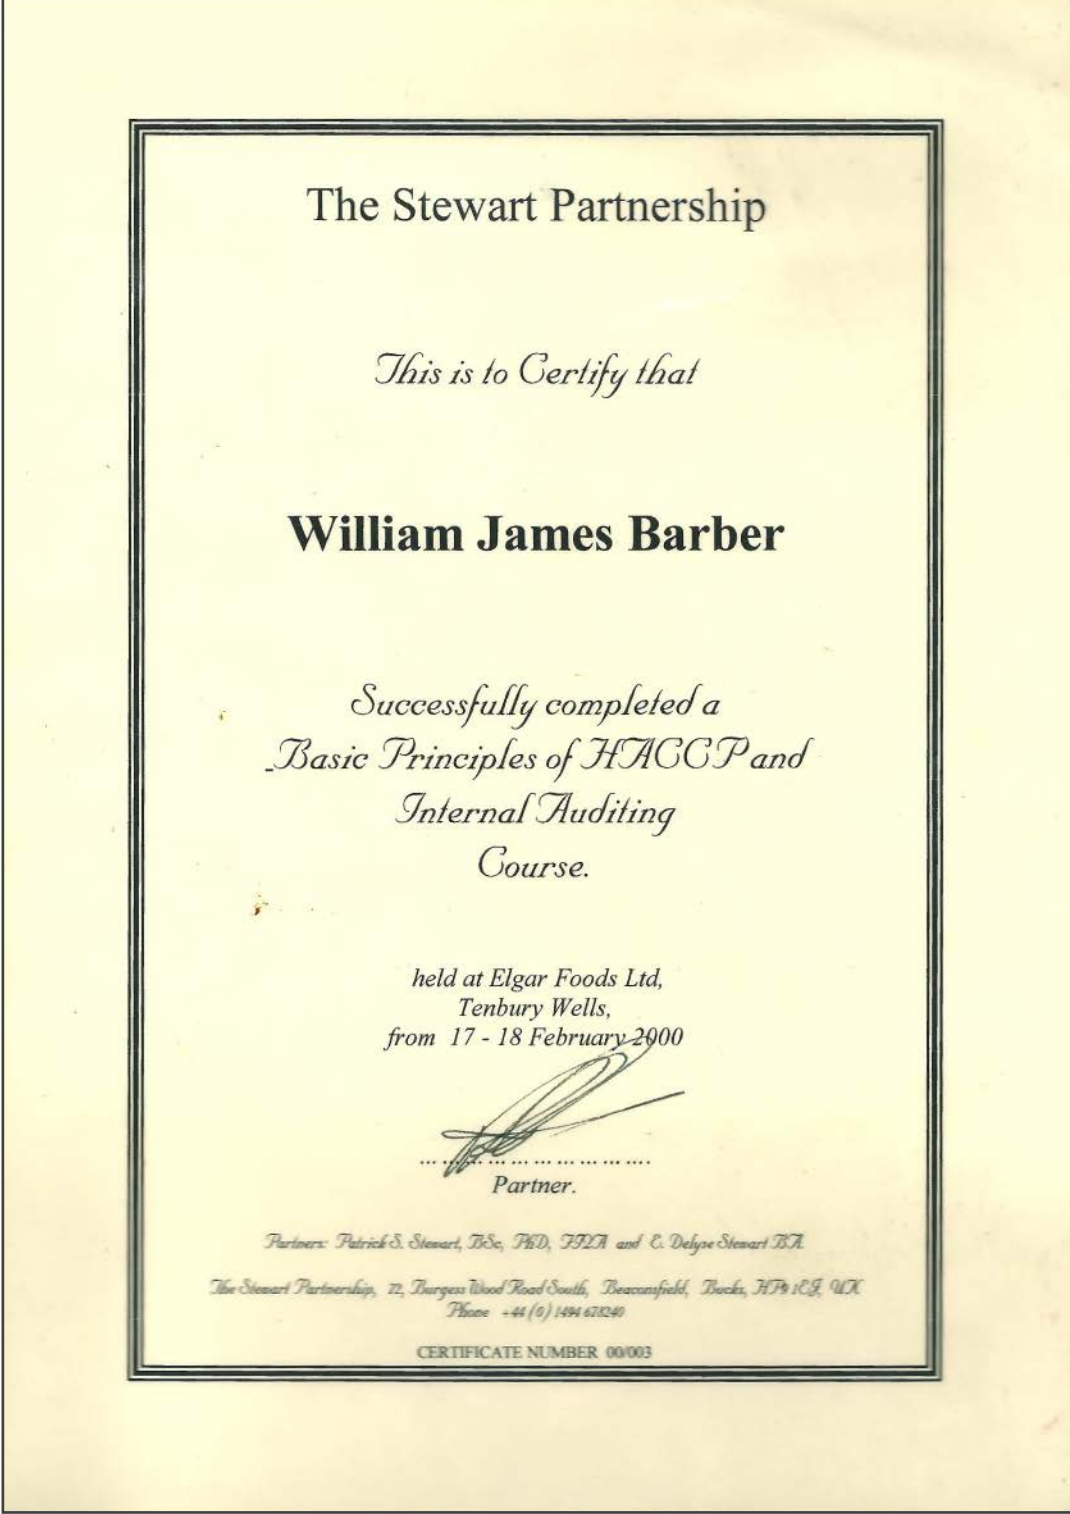 The Stewart Partnership
This is to Certify that
William James Barber
Successfully completed a
Basic Principles of HACCP and
Internal Auditing
Course.
held at Elgar Foods Ltd,
Tenbury Wells,
from 17 - 18 February 2000
... ... ... ... ... ... ... ... ... ....
Partner.
Partners: Patrick S. Stewart, BSc, PhD, and E. Delyse Stewart BA
The Stewart Partnership, 72, Burgess Wood Road South, Beaconsfield, Bucks, HP9 1EJ, UK
Phone +44 (0) 1494 678240
CERTIFICATE NUMBER 00/003